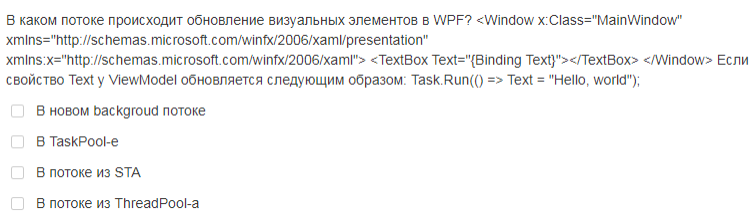 В каком потоке происходит обновление визуальных элементов в WPF? <Window x:Class="MainWindow"
xmlns="http://schemas.microsoft.com/winfx/2006/xaml/presentation"
xmlns:x="http://schemas.microsoft.com/winfx/2006/xaml"> <TextBox Text="{Binding Text}"></TextBox> </Window> Если
свойство Text у ViewModel обновляется следующим образом: Task.Run(() => Text = "Hello, world");
В новом backgroud потоке
В TaskPool-е
В потоке из STA
В потоке из ThreadPool-а